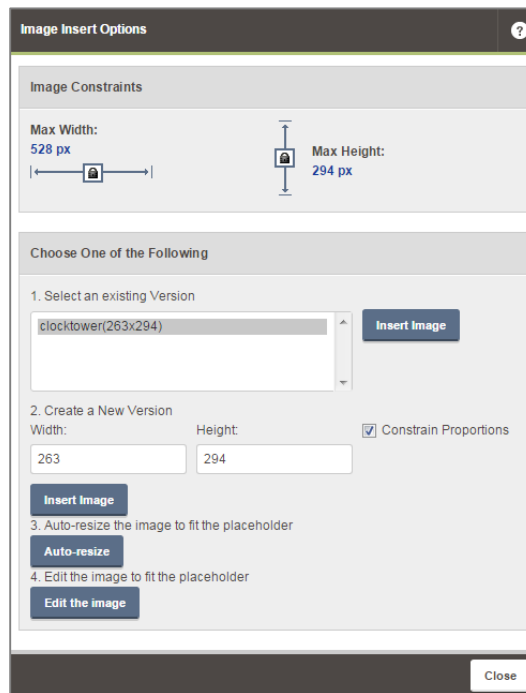 Image Insert Options ?
Image Constraints
Max Width:
528 px
Max Height:
294 px
Choose One of the Following
1. Select an existing Version
clocktower(263x294)
Insert Image
2. Create a New Version
Width:
Height:
Constrain Proportions
263
294
Insert Image
3. Auto-resize the image to fit the placeholder
Auto-resize
4. Edit the image to fit the placeholder
Edit the image
Close